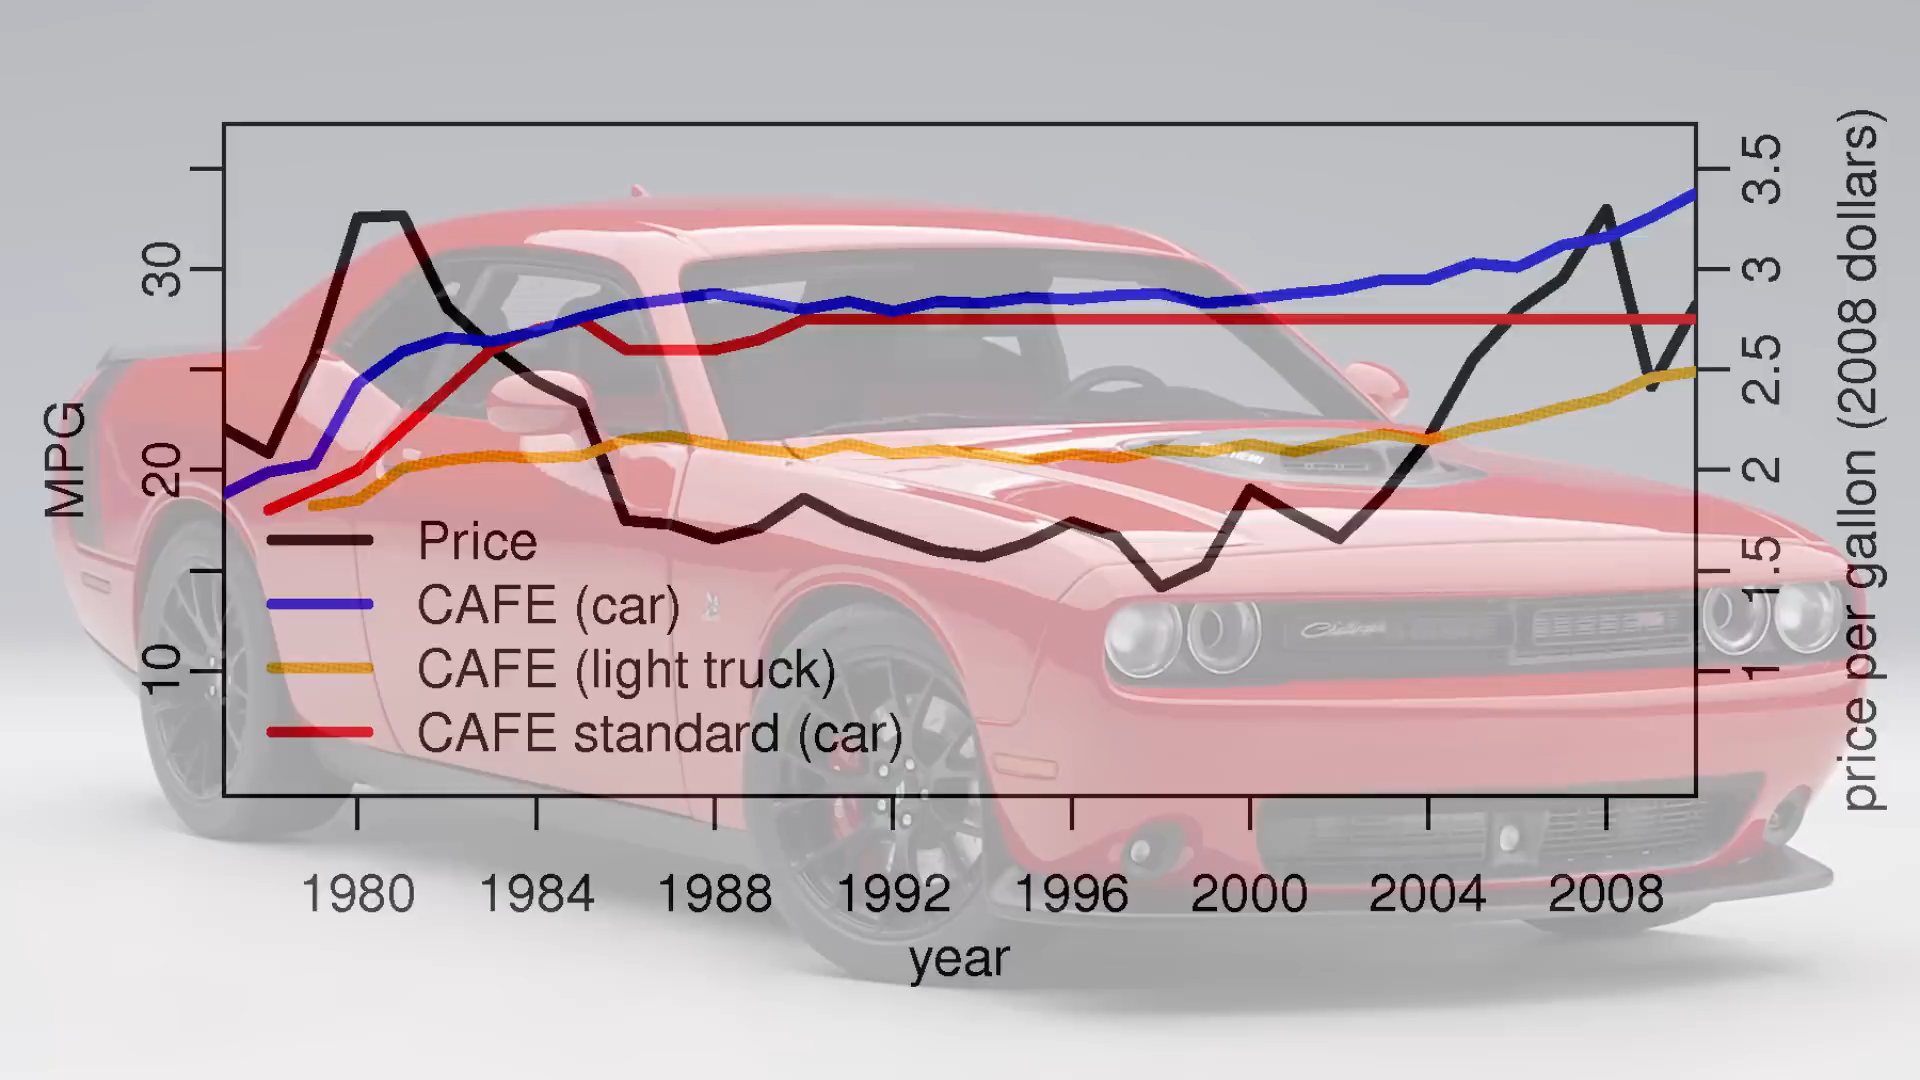 MPG
30
20
10
3.5
3
2.5
2
1.5
1
price per gallon (2008 dollars)
Price
CAFE (car)
CAFE (light truck)
CAFE standard (car)
Challenger
1980 1984 1988 1992 1996 2000 2004 2008
year